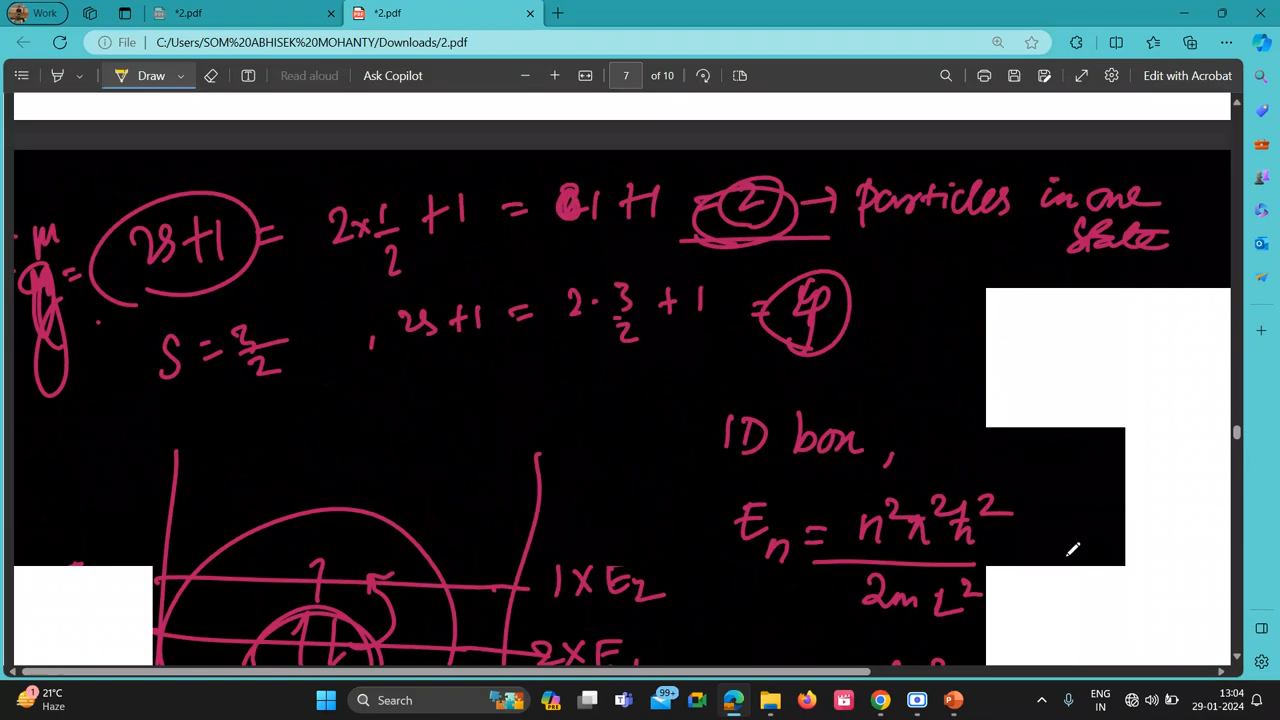 Work
*2.pdf
*2.pdf
File C:/Users/SOM%20ABHISEK%20MOHANTY/Downloads/2.pdf
Draw Read aloud Ask Copilot 7 of 10 Edit with Acrobat
2s+1 = 2×1/2 +1 = 1+1 = 2 → particles in one state
g =
S = 3/2 , 2s+1 = 2·3/2 + 1 = 4
1D box,
En = n²π²ħ² / 2mL²
1 × E2
2 × E
21°C
Haze
Search
99+
ENG
IN
13:04
29-01-2024